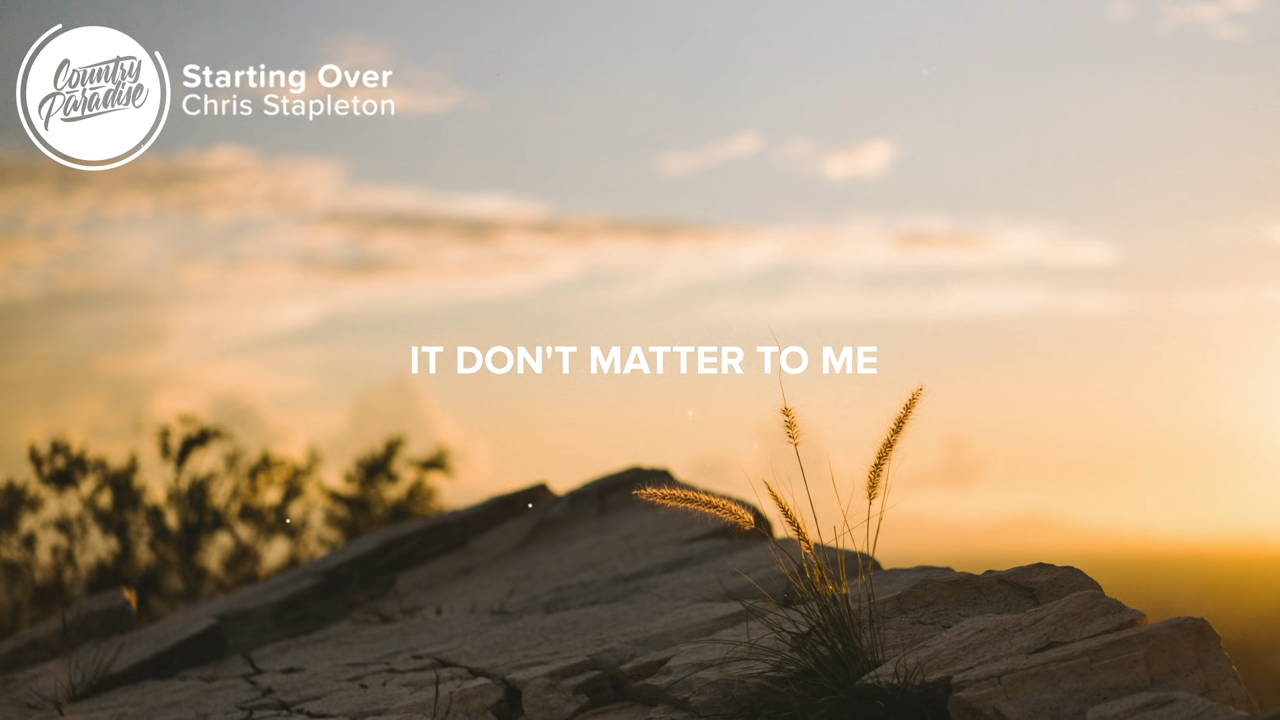 Country
Paradise
Starting Over
Chris Stapleton
IT DON'T MATTER TO ME